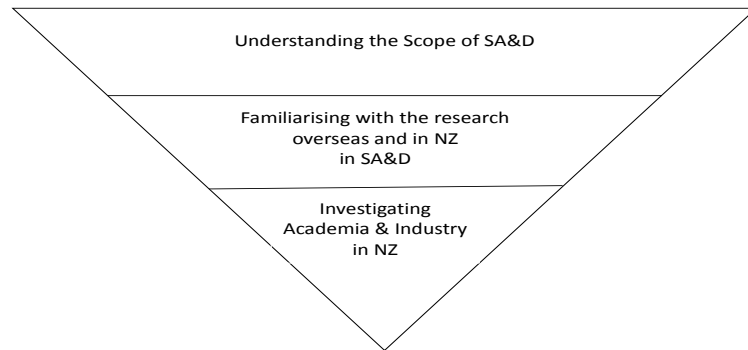 Understanding the Scope of SA&D
Familiarising with the research
overseas and in NZ
in SA&D
Investigating
Academia & Industry
in NZ